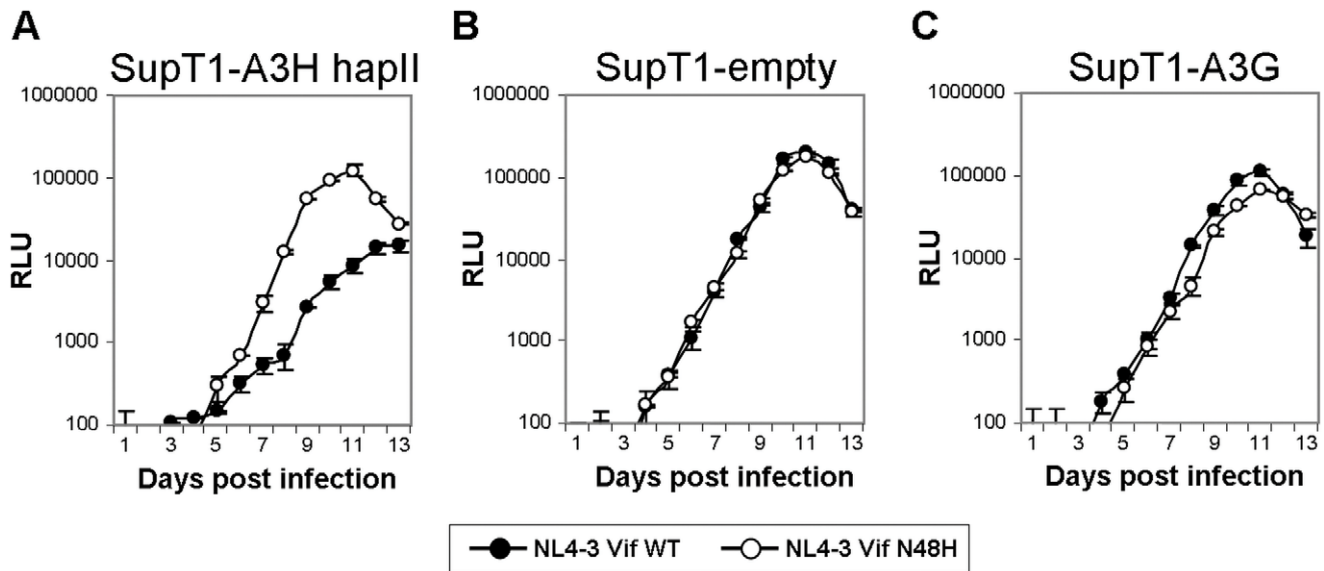 A
SupT1-A3H hapII
1000000
100000
10000
1000
100
RLU
1 3 5 7 9 11 13
Days post infection
B
SupT1-empty
1000000
100000
10000
1000
100
RLU
1 3 5 7 9 11 13
Days post infection
C
SupT1-A3G
1000000
100000
10000
1000
100
RLU
1 3 5 7 9 11 13
Days post infection
NL4-3 Vif WT
NL4-3 Vif N48H